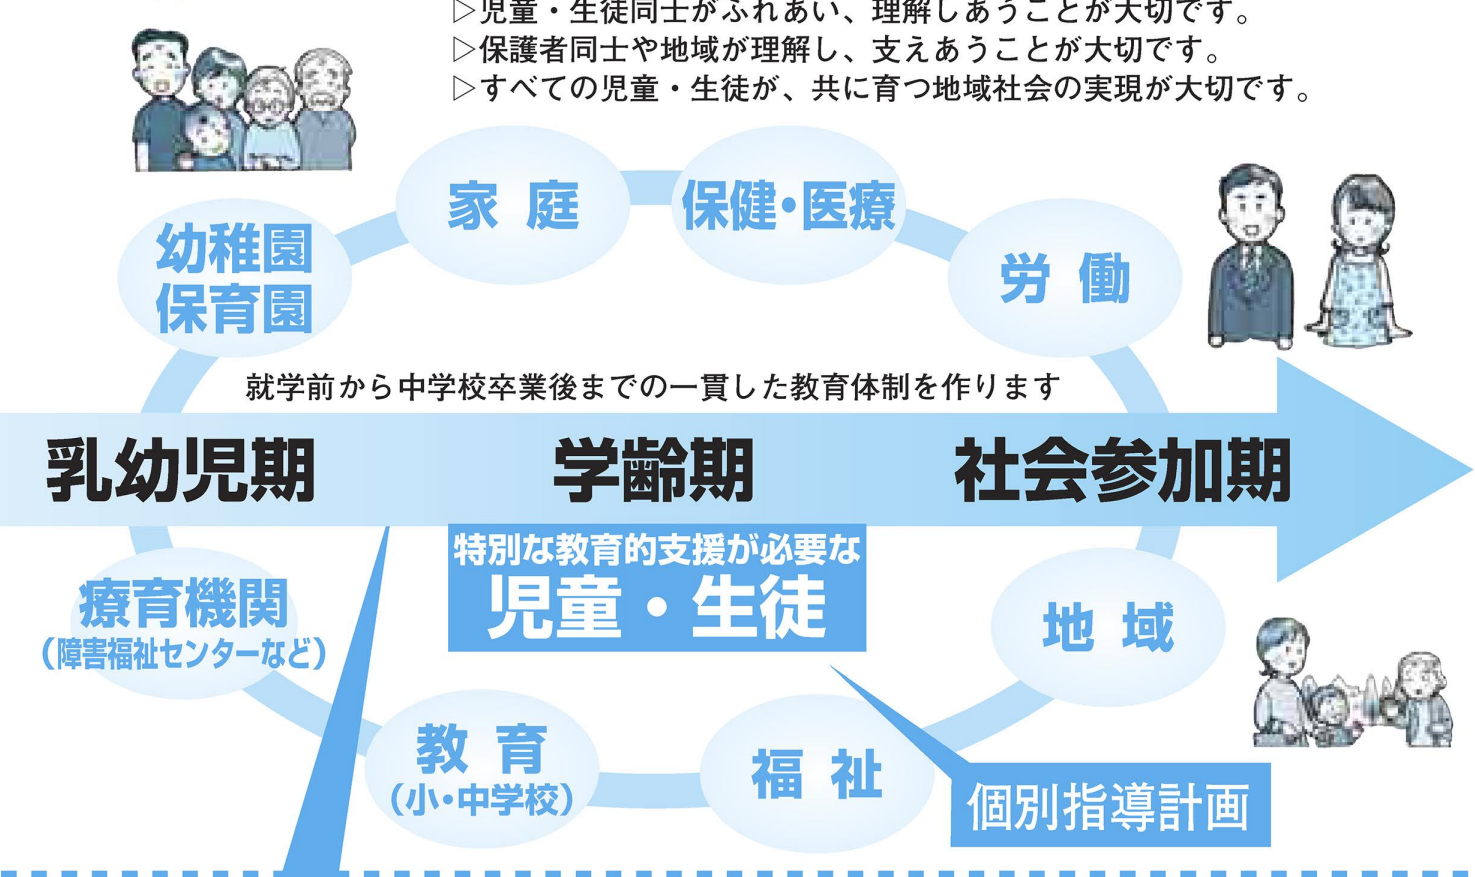 ▷児童・生徒同士がふれあい、理解しあうことが大切です。
▷保護者同士や地域が理解し、支えあうことが大切です。
▷すべての児童・生徒が、共に育つ地域社会の実現が大切です。
家 庭
保健・医療
幼稚園
保育園
労 働
就学前から中学校卒業後までの一貫した教育体制を作ります
乳幼児期
学齢期
社会参加期
特別な教育的支援が必要な
児童・生徒
療育機関
（障害福祉センターなど）
地 域
教 育
（小・中学校）
福 祉
個別指導計画